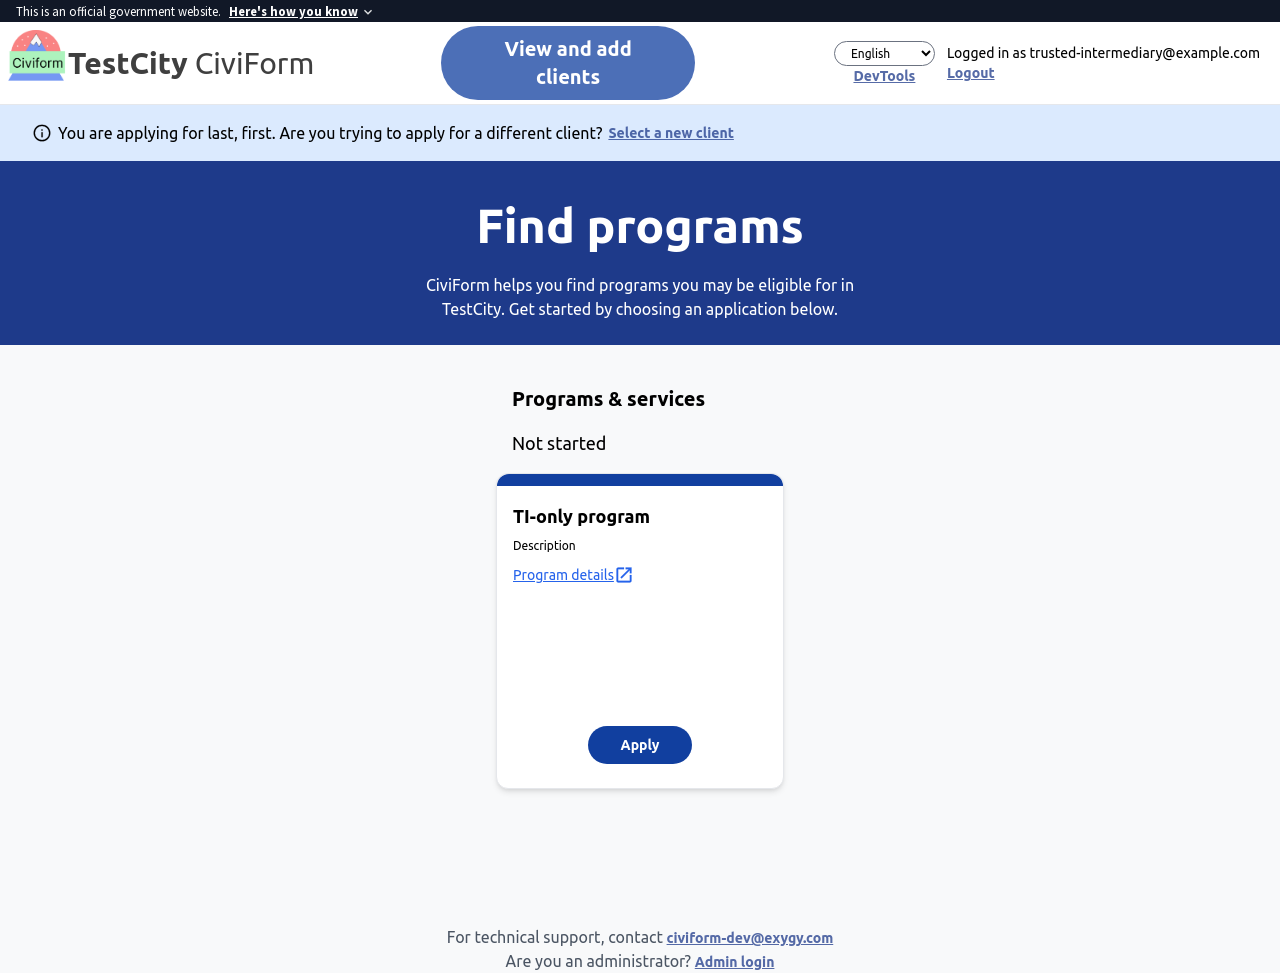 This is an official government website. Here's how you know
Civiform
TestCity CiviForm
View and add
clients
English
DevTools
Logged in as trusted-intermediary@example.com
Logout
You are applying for last, first. Are you trying to apply for a different client? Select a new client
Find programs
CiviForm helps you find programs you may be eligible for in
TestCity. Get started by choosing an application below.
Programs & services
Not started
TI-only program
Description
Program details
Apply
For technical support, contact civiform-dev@exygy.com
Are you an administrator? Admin login